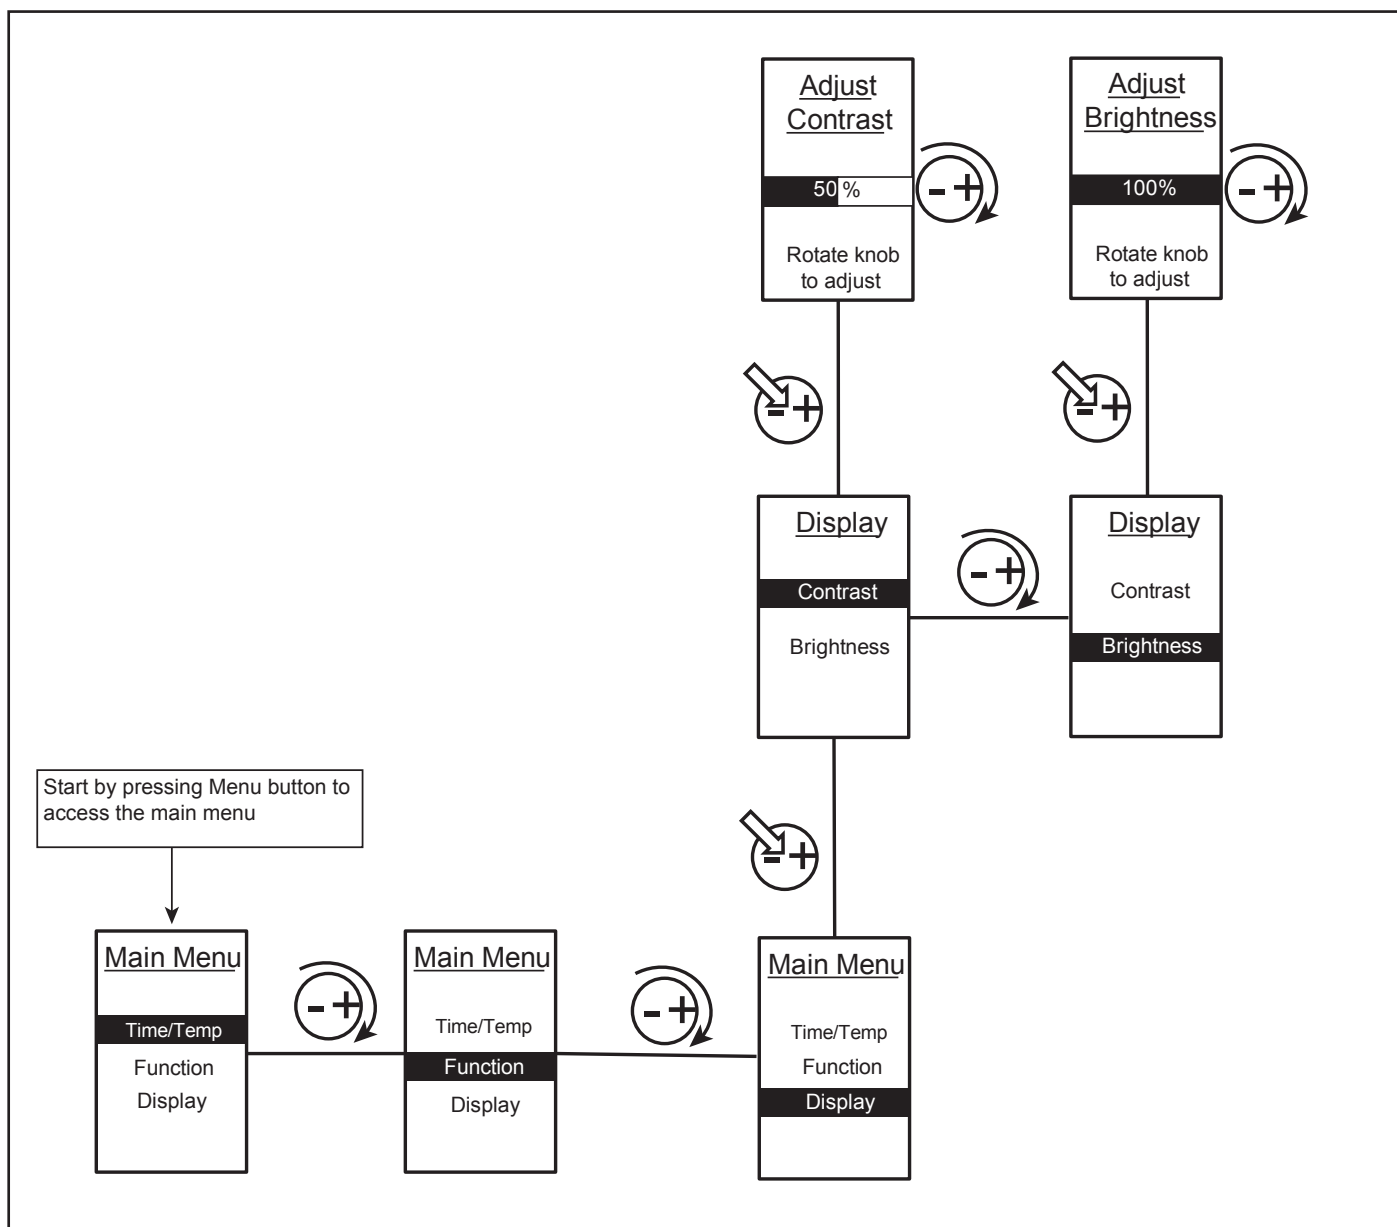 Adjust
Contrast
50 %
Rotate knob
to adjust
Adjust
Brightness
100%
Rotate knob
to adjust
- +
- +
- +
- +
Display
Contrast
Brightness
- +
Display
Contrast
Brightness
Start by pressing Menu button to
access the main menu
- +
Main Menu
Time/Temp
Function
Display
- +
Main Menu
Time/Temp
Function
Display
- +
Main Menu
Time/Temp
Function
Display